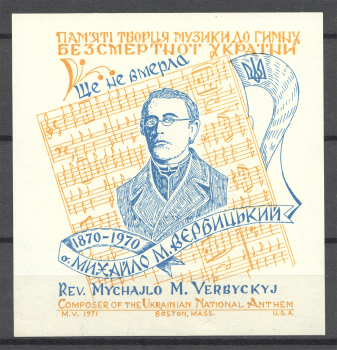 ПАМ'ЯТІ ТВОРЦЯ МУЗИКИ ДО ГИМНУ
БЕЗСМЕРТНОЇ УКРАЇНИ
Ще не вмерла
1870-1970
о. МИХАЙЛО М. ВЕРБИЦЬКИЙ
REV. MYCHAJLO M. VERBYCKYJ
COMPOSER OF THE UKRAINIAN NATIONAL ANTHEM
M.V. 1971 BOSTON, MASS. U.S.A.